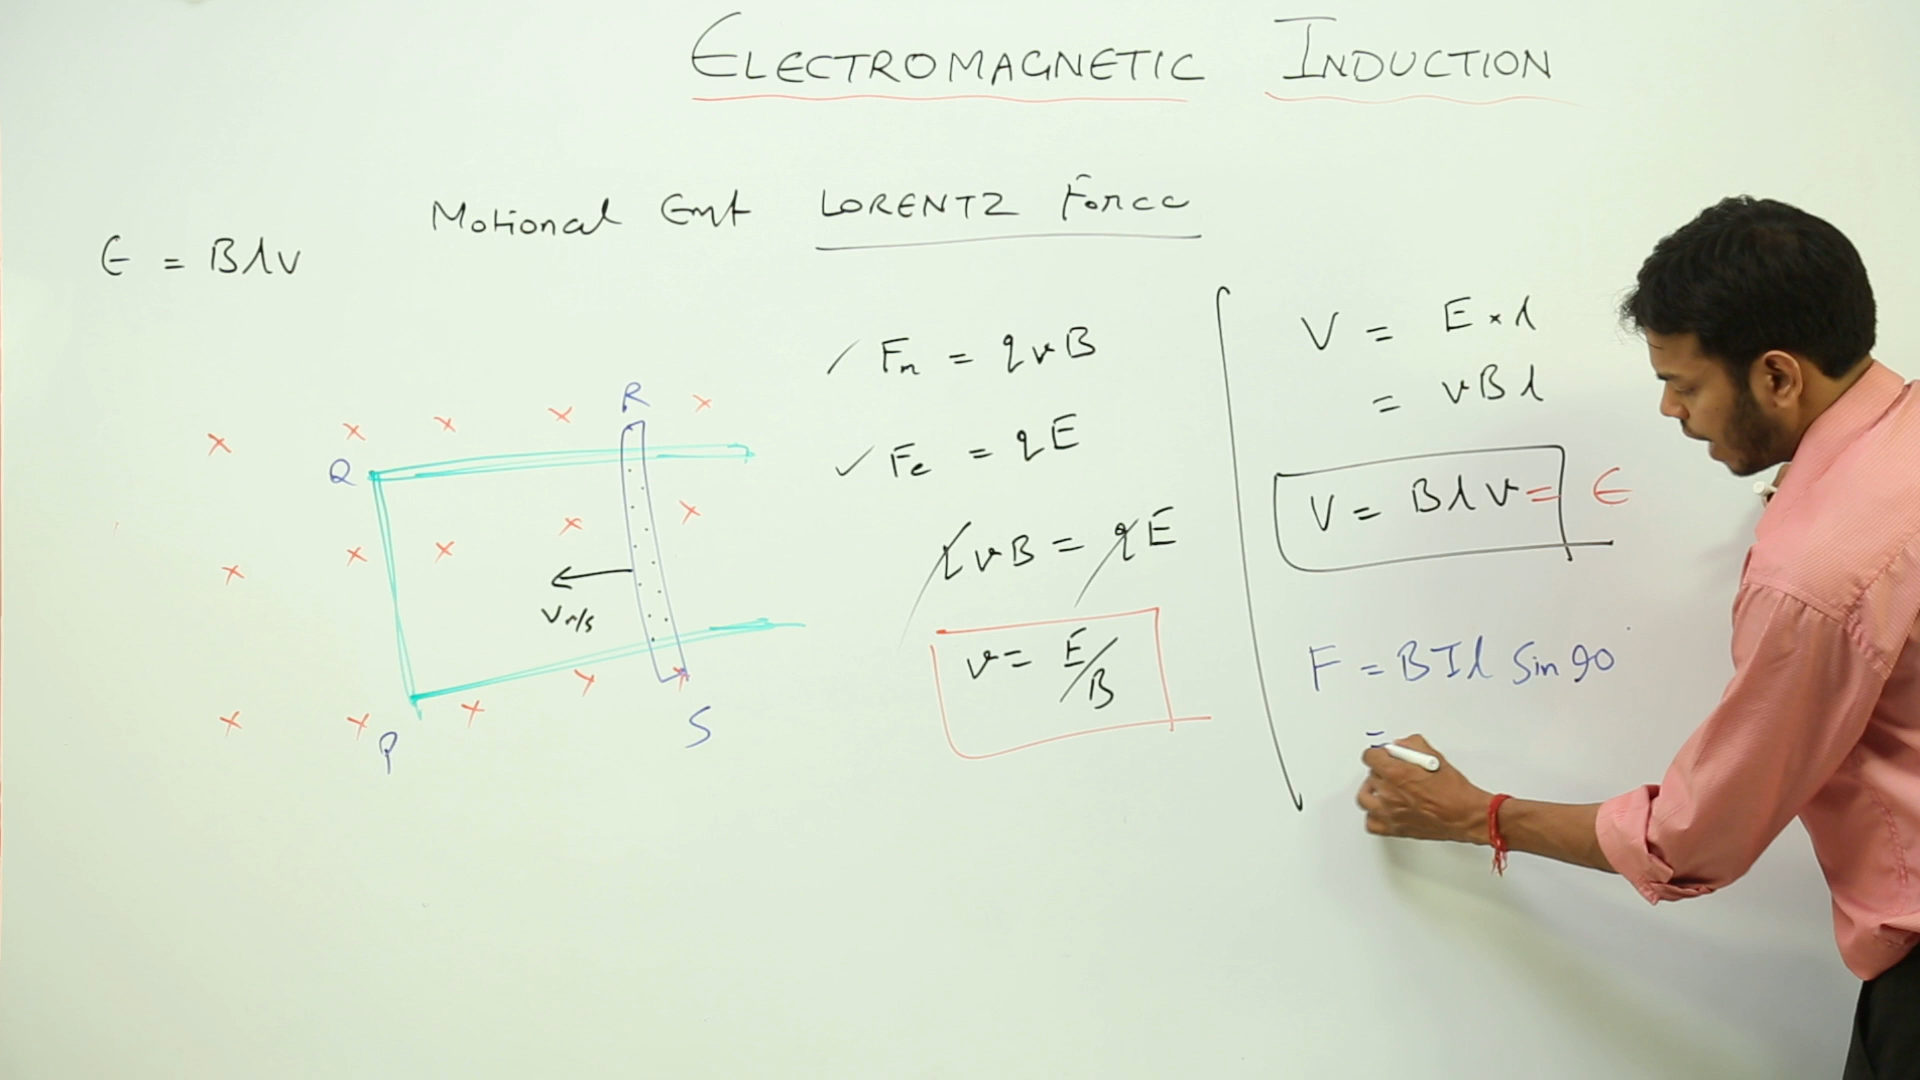 ELECTROMAGNETIC INDUCTION
Motional Emf LORENTZ Force
ϵ = Blv
R
Q
V m/s
P
S
Fm = qvB
Fe = qE
qvB = qE
v = E/B
V = E × l
= vBl
V = Blv = ϵ
F = BIl Sin 90°
=